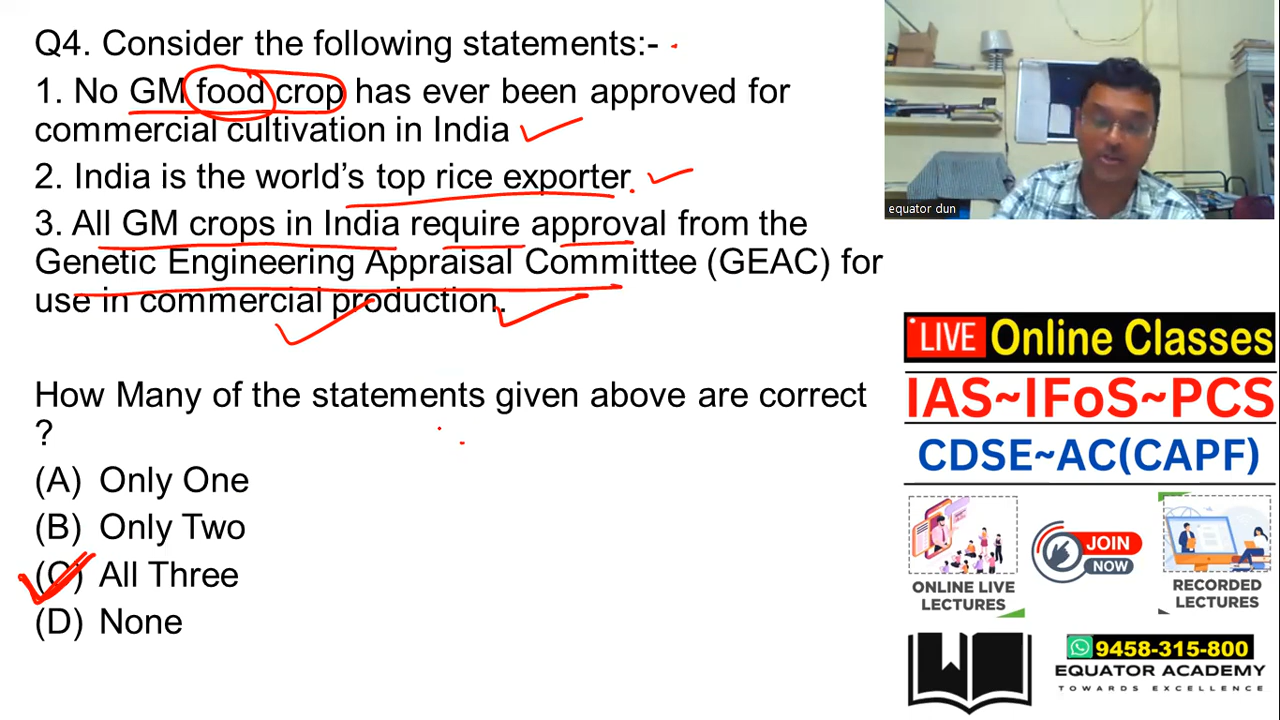 Q4. Consider the following statements:-
1. No GM food crop has ever been approved for
commercial cultivation in India
2. India is the world’s top rice exporter.
3. All GM crops in India require approval from the
Genetic Engineering Appraisal Committee (GEAC) for
use in commercial production.
How Many of the statements given above are correct
?
(A) Only One
(B) Only Two
(C) All Three
(D) None
equator dun
LIVE Online Classes
IAS~IFoS~PCS
CDSE~AC(CAPF)
ONLINE LIVE
LECTURES
JOIN
NOW
RECORDED
LECTURES
9458-315-800
EQUATOR ACADEMY
TOWARDS EXCELLENCE